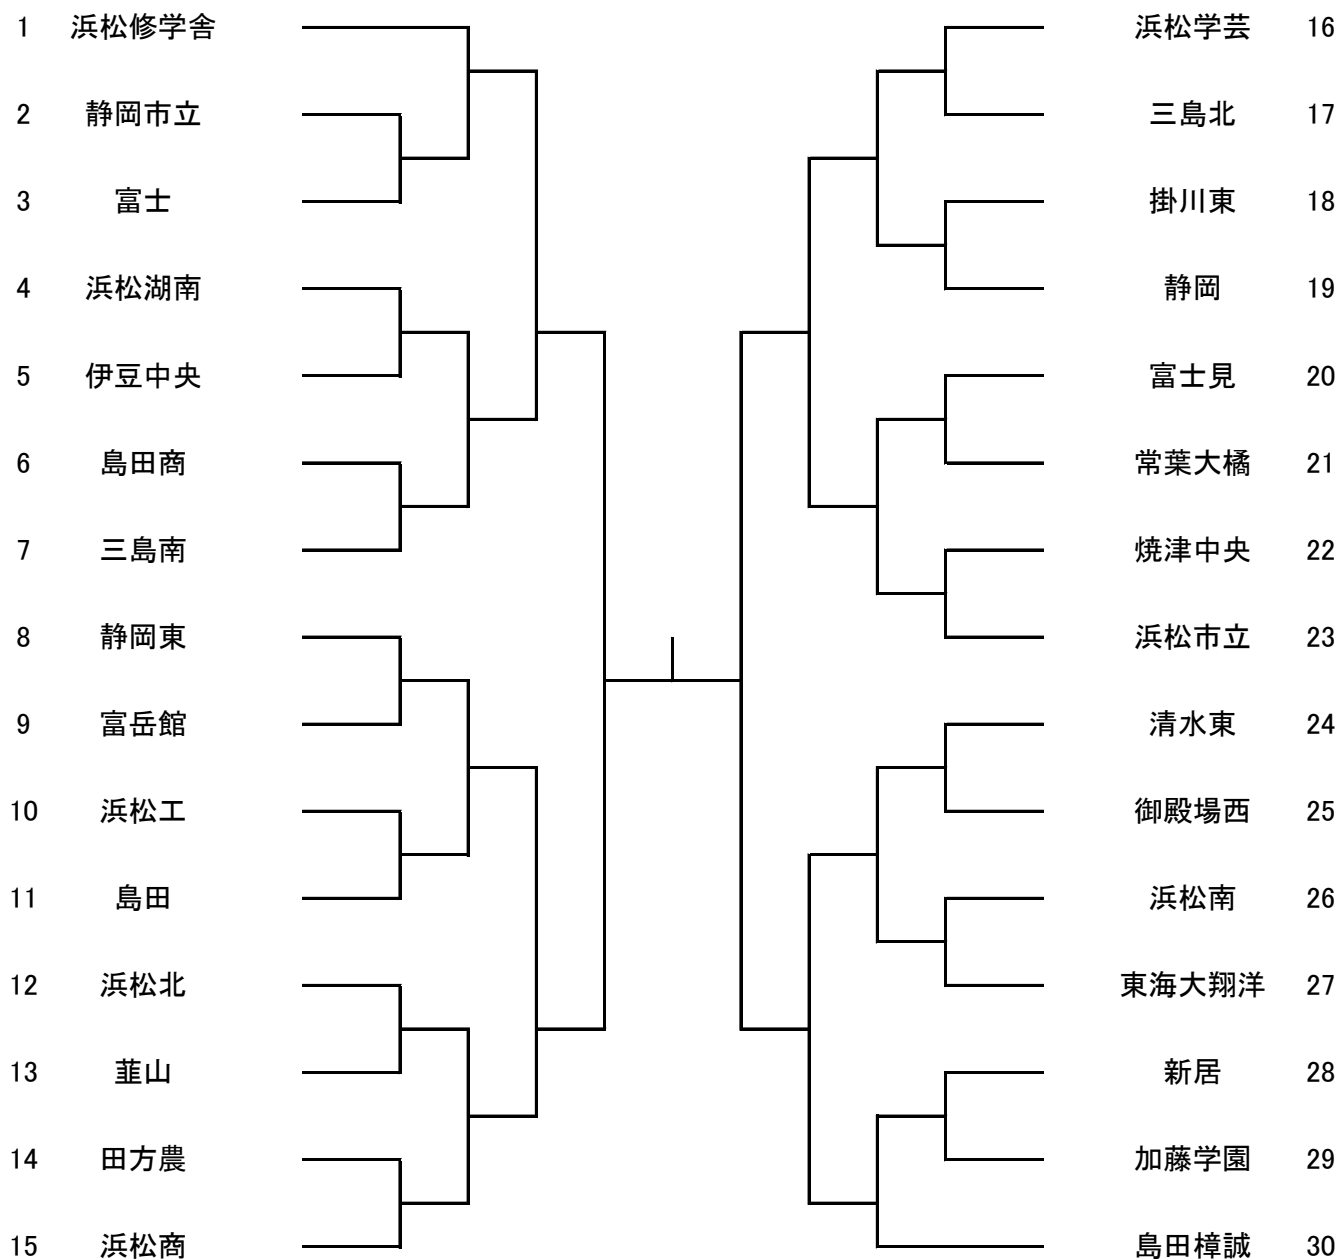 1 浜松修学舎
2 静岡市立
3 富士
4 浜松湖南
5 伊豆中央
6 島田商
7 三島南
8 静岡東
9 富岳館
10 浜松工
11 島田
12 浜松北
13 韮山
14 田方農
15 浜松商
浜松学芸 16
三島北 17
掛川東 18
静岡 19
富士見 20
常葉大橘 21
焼津中央 22
浜松市立 23
清水東 24
御殿場西 25
浜松南 26
東海大翔洋 27
新居 28
加藤学園 29
島田樟誠 30